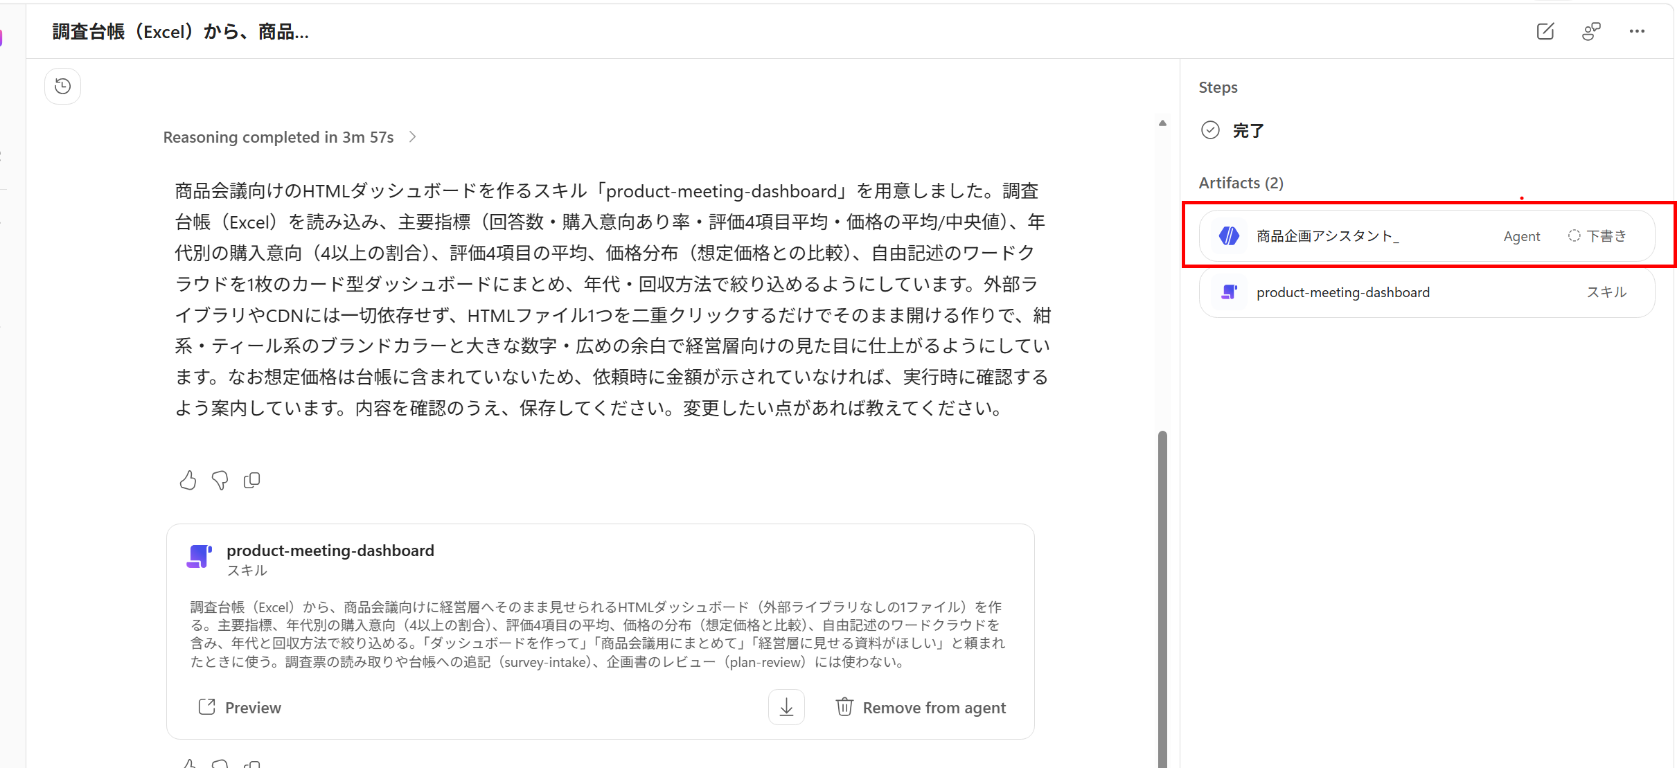 調査台帳（Excel）から、商品...
Reasoning completed in 3m 57s
商品会議向けのHTMLダッシュボードを作るスキル「product-meeting-dashboard」を用意しました。調査
台帳（Excel）を読み込み、主要指標（回答数・購入意向あり率・評価4項目平均・価格の平均/中央値）、年
代別の購入意向（4以上の割合）、評価4項目の平均、価格分布（想定価格との比較）、自由記述のワードク
ラウドを1枚のカード型ダッシュボードにまとめ、年代・回収方法で絞り込めるようにしています。外部ラ
イブラリやCDNには一切依存せず、HTMLファイル1つを二重クリックするだけでそのまま開ける作りで、紺
系・ティール系のブランドカラーと大きな数字・広めの余白で経営層向けの見た目に仕上がるようにしてい
ます。なお想定価格は台帳に含まれていないため、依頼時に金額が示されていなければ、実行時に確認する
よう案内しています。内容を確認のうえ、保存してください。変更したい点があれば教えてください。
product-meeting-dashboard
スキル
調査台帳（Excel）から、商品会議向けに経営層へそのまま見せられるHTMLダッシュボード（外部ライブラリなしの1ファイル）を作
る。主要指標、年代別の購入意向（4以上の割合）、評価4項目の平均、価格の分布（想定価格と比較）、自由記述のワードクラウドを
含み、年代と回収方法で絞り込める。「ダッシュボードを作って」「商品会議用にまとめて」「経営層に見せる資料がほしい」と頼まれ
たときに使う。調査票の読み取りや台帳への追記（survey-intake）、企画書のレビュー（plan-review）には使わない。
Preview
Remove from agent
Steps
完了
Artifacts (2)
商品企画アシスタント_ Agent 下書き
product-meeting-dashboard スキル